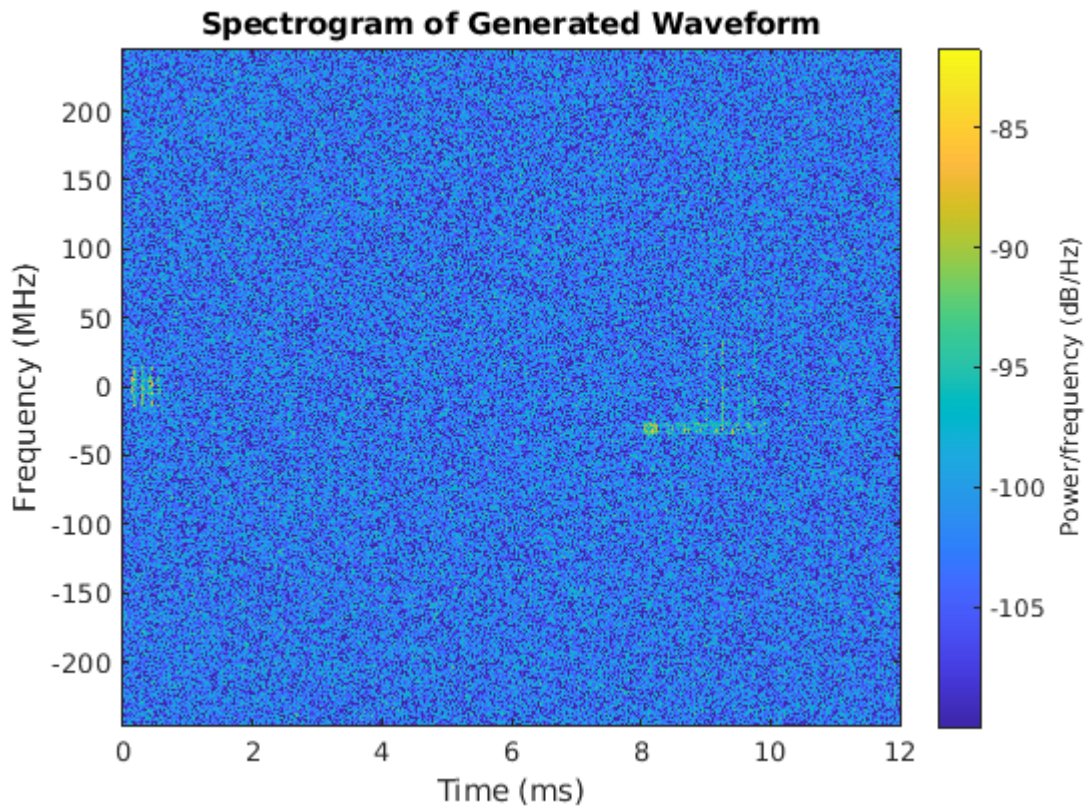 Spectrogram of Generated Waveform
200
150
100
50
0
-50
-100
-150
-200
Frequency (MHz)
0 2 4 6 8 10 12
Time (ms)
-85
-90
-95
-100
-105
Power/frequency (dB/Hz)